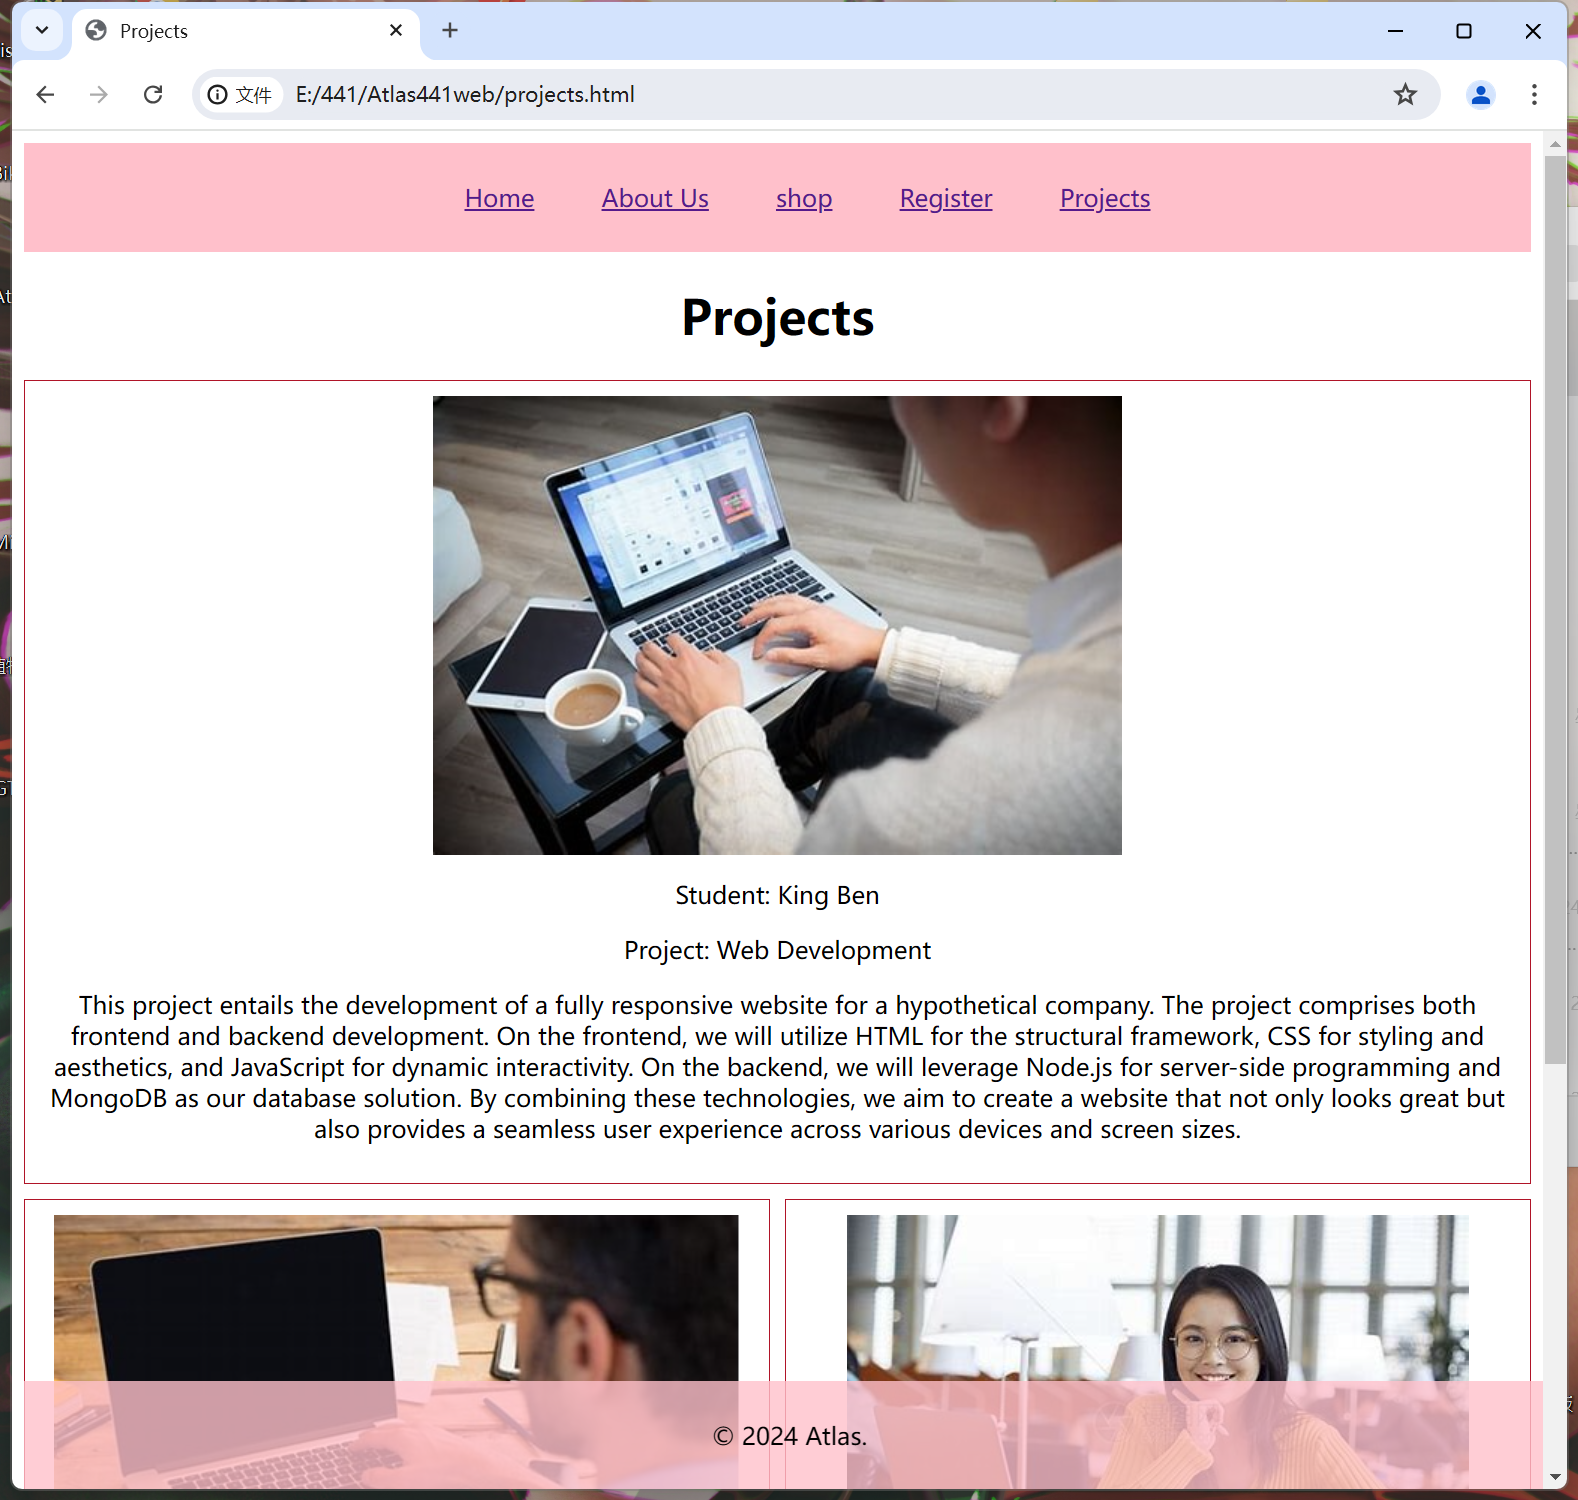 Projects
文件
E:/441/Atlas441web/projects.html
Home About Us shop Register Projects
Projects
Student: King Ben
Project: Web Development
This project entails the development of a fully responsive website for a hypothetical company. The project comprises both
frontend and backend development. On the frontend, we will utilize HTML for the structural framework, CSS for styling and
aesthetics, and JavaScript for dynamic interactivity. On the backend, we will leverage Node.js for server-side programming and
MongoDB as our database solution. By combining these technologies, we aim to create a website that not only looks great but
also provides a seamless user experience across various devices and screen sizes.
© 2024 Atlas.